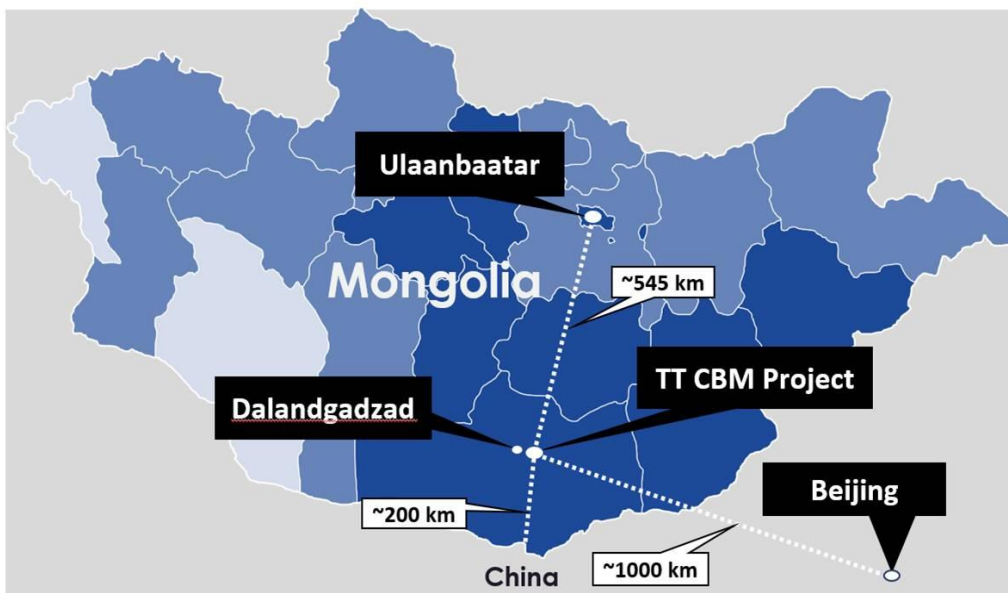 Ulaanbaatar
Mongolia
~545 km
TT CBM Project
Dalandgadzad
Beijing
~200 km
~1000 km
China